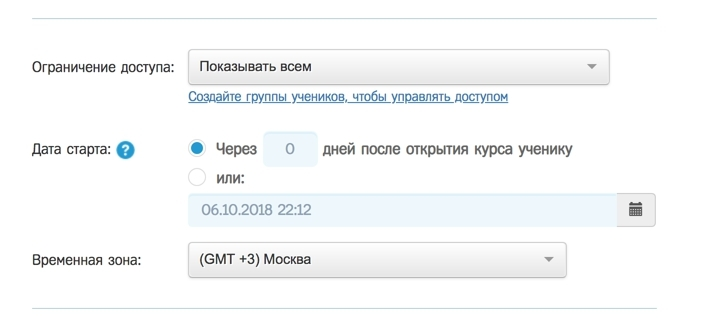 Ограничение доступа: Показывать всем
Создайте группы учеников, чтобы управлять доступом
Дата старта: ? Через 0 дней после открытия курса ученику
или:
06.10.2018 22:12
Временная зона: (GMT +3) Москва